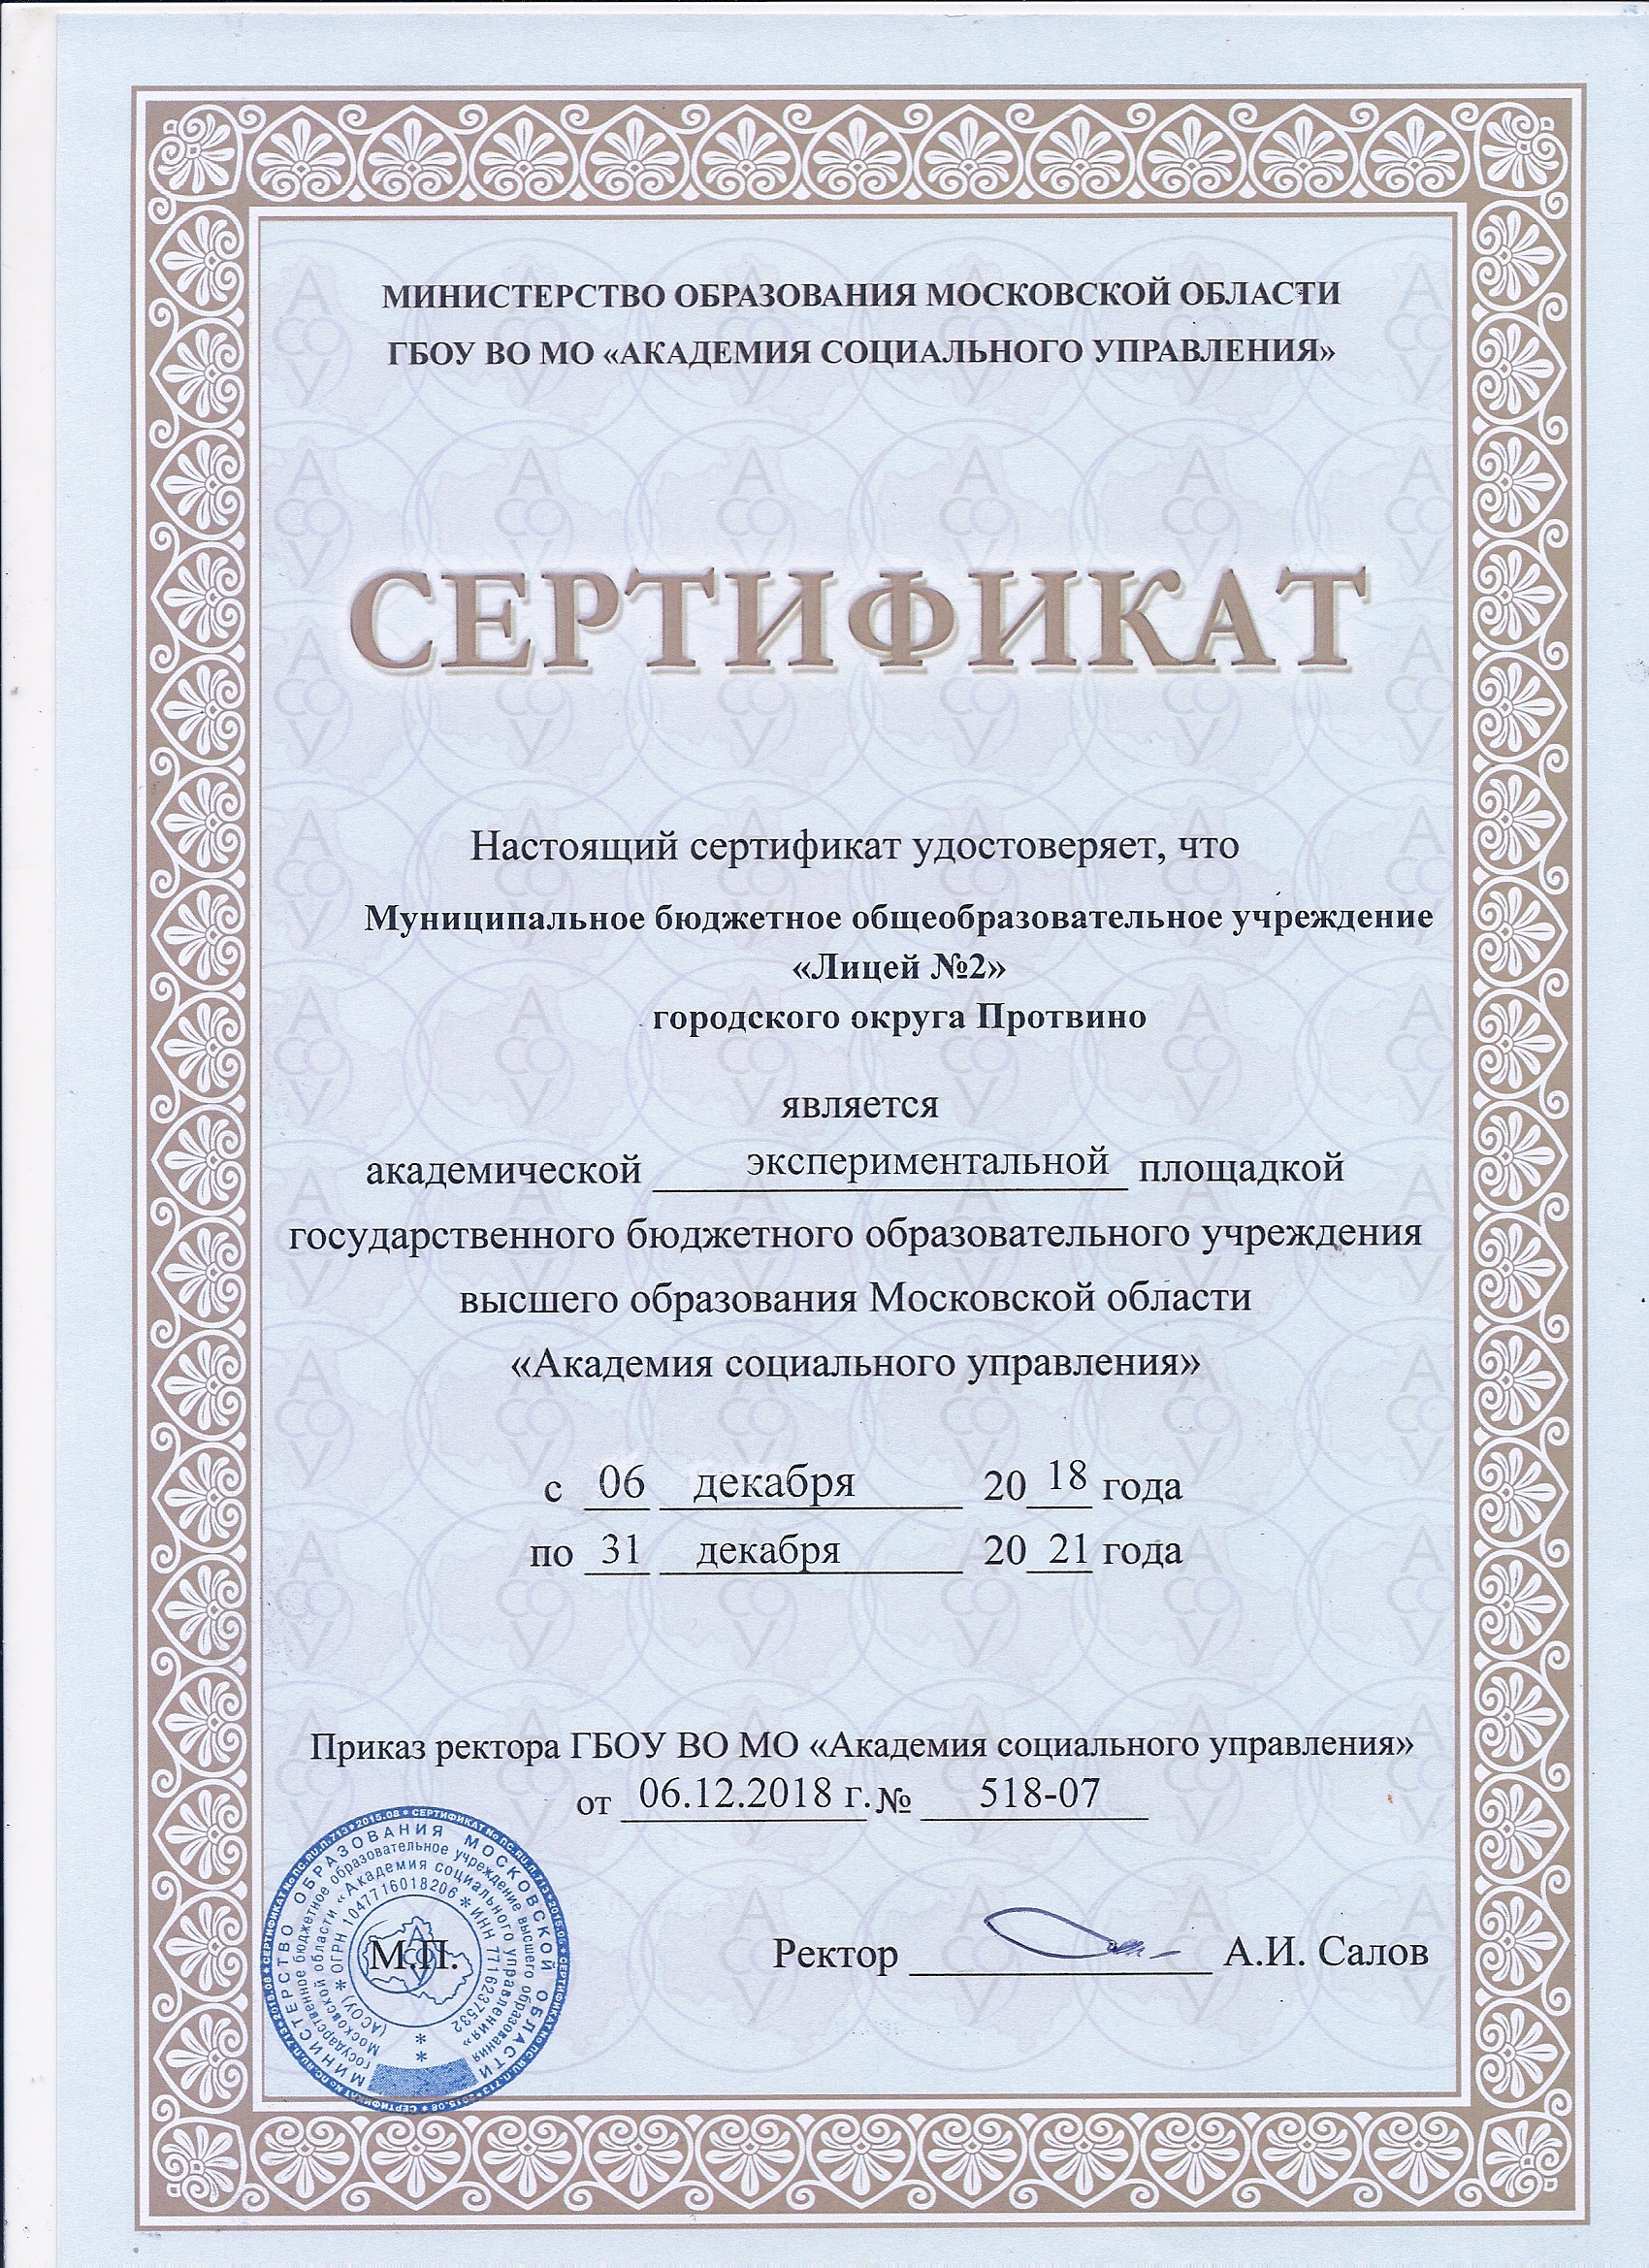 МИНИСТЕРСТВО ОБРАЗОВАНИЯ МОСКОВСКОЙ ОБЛАСТИ
ГБОУ ВО МО «АКАДЕМИЯ СОЦИАЛЬНОГО УПРАВЛЕНИЯ»
СЕРТИФИКАТ
Настоящий сертификат удостоверяет, что
Муниципальное бюджетное общеобразовательное учреждение
«Лицей №2»
городского округа Протвино
является
академической экспериментальной площадкой
государственного бюджетного образовательного учреждения
высшего образования Московской области
«Академия социального управления»
с 06 декабря 20 18 года
по 31 декабря 20 21 года
Приказ ректора ГБОУ ВО МО «Академия социального управления»
от 06.12.2018 г. № 518-07
М.П.
Ректор А.И. Салов
МИНИСТЕРСТВО ОБРАЗОВАНИЯ МОСКОВСКОЙ ОБЛАСТИ
государственное бюджетное образовательное учреждение высшего образования
Московской области «Академия социального управления»
(АСОУ) * ОГРН 1047716018206 * ИНН 7716237532